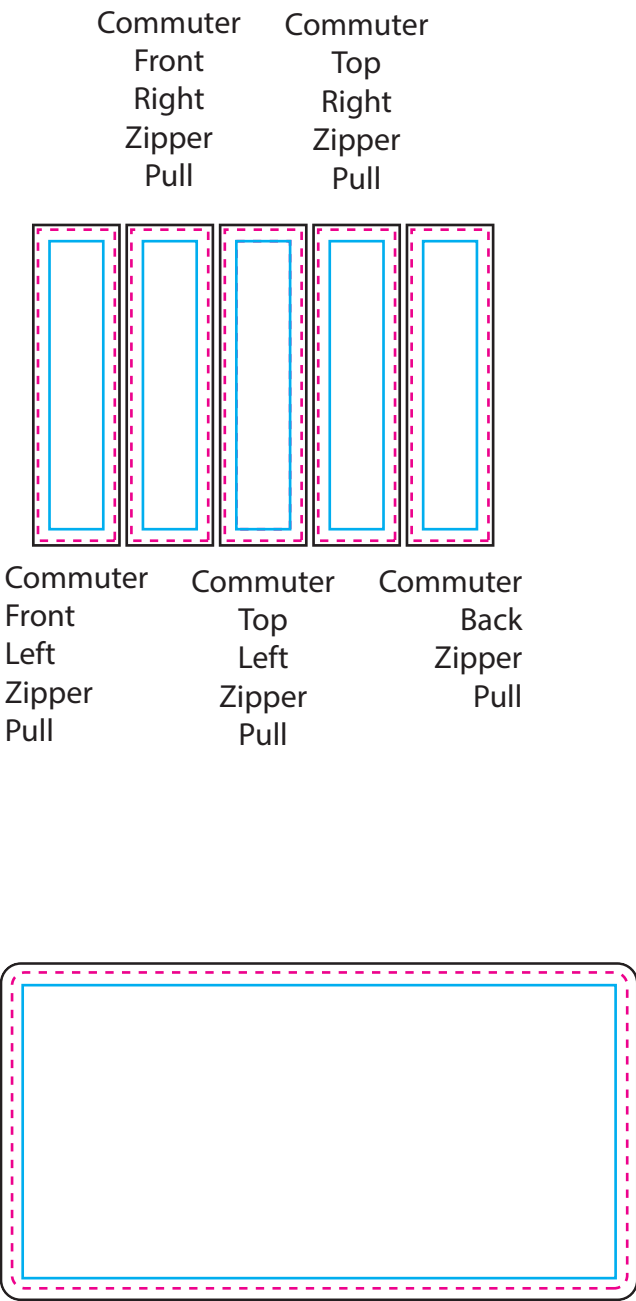 Commuter
Front
Right
Zipper
Pull
Commuter
Top
Right
Zipper
Pull
Commuter
Front
Left
Zipper
Pull
Commuter
Top
Left
Zipper
Pull
Commuter
Back
Zipper
Pull